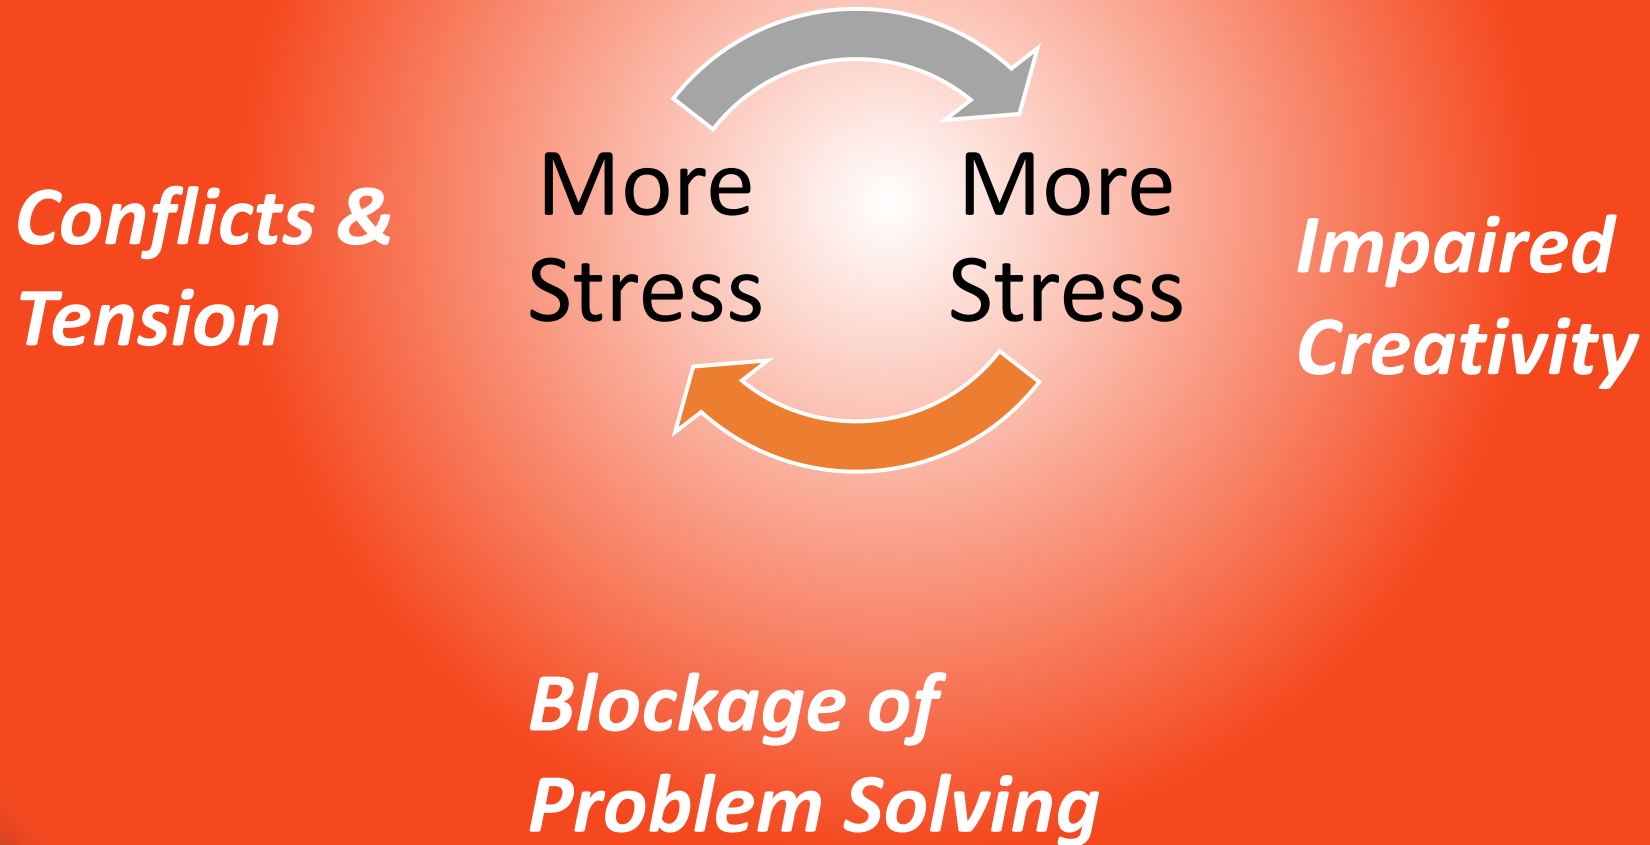 Conflicts &
Tension
More
Stress
More
Stress
Impaired
Creativity
Blockage of
Problem Solving